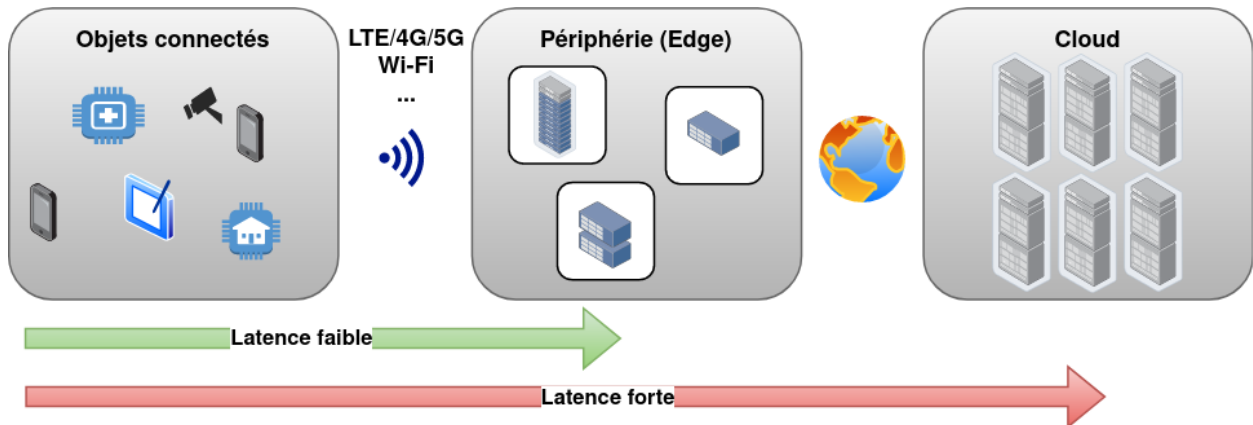 Objets connectés
LTE/4G/5G
Wi-Fi
...
Périphérie (Edge)
Cloud
Latence faible
Latence forte